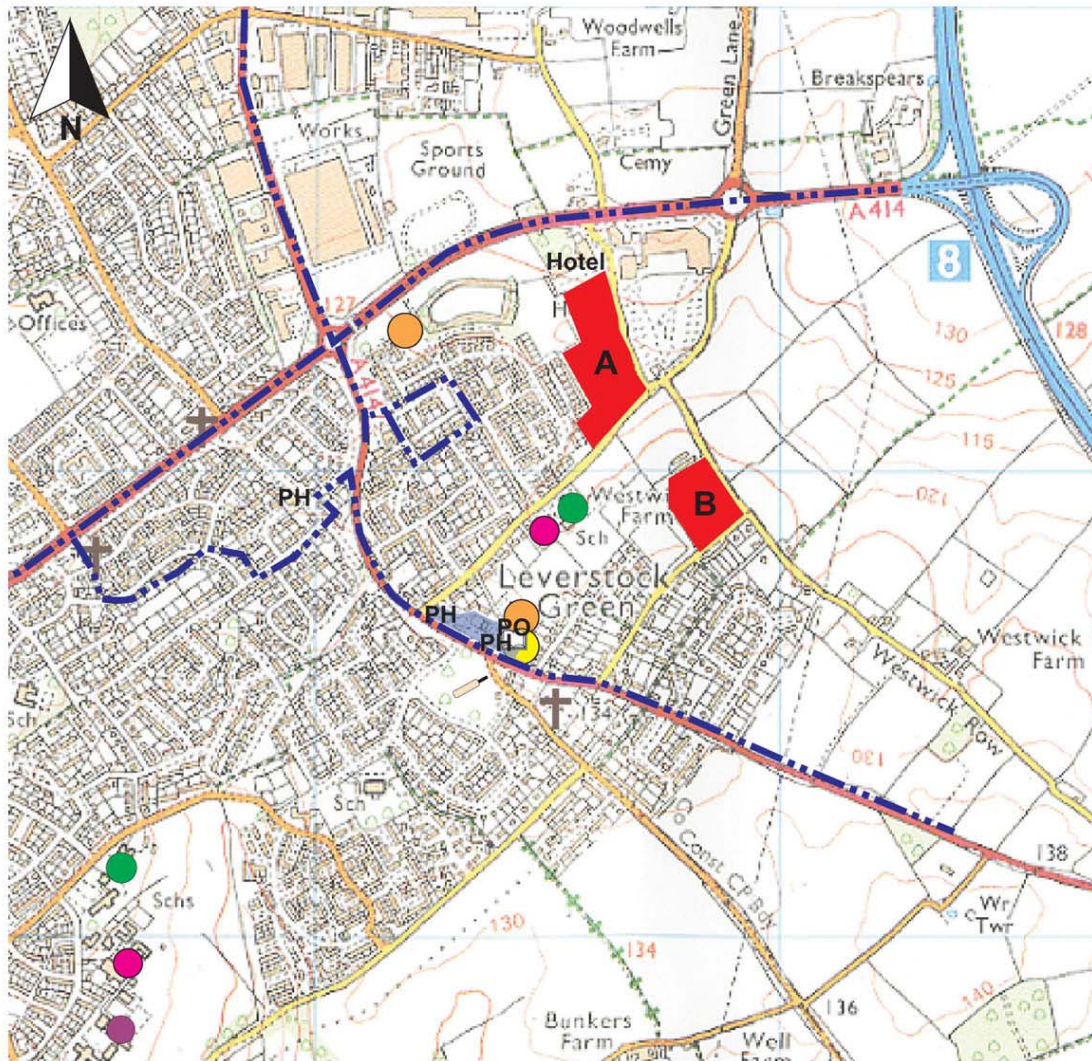 Woodwells
Farm
Green Lane
Breakspears
N
Works
Sports
Ground
Cemy
A 414
Hotel
8
Offices
127
H
130
128
A
A 414
125
115
PH
Westwick
Farm
B
120
Sch
Leverstock
Green
PH
PO
PH
Westwick
Farm
Westwick Row
Sch
134
130
Sch
Co Const CP Bdy
138
Schs
Wr
Twr
130
134
136
140
Bunkers
Farm
Well
Farm